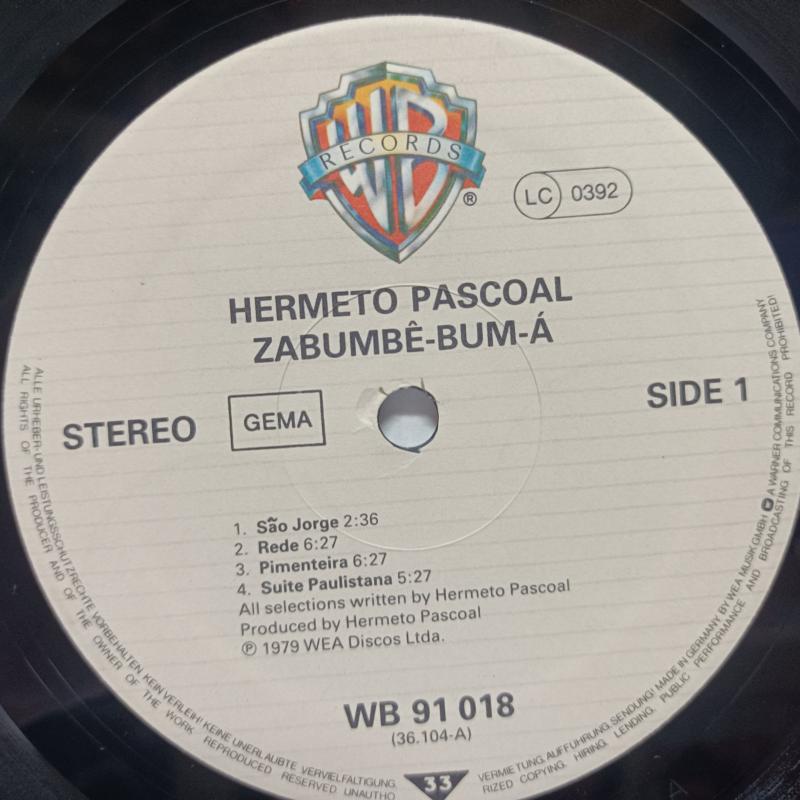 WB
RECORDS
®
LC 0392
HERMETO PASCOAL
ZABUMBÊ-BUM-Á
STEREO
GEMA
SIDE 1
1. São Jorge 2:36
2. Rede 6:27
3. Pimenteira 6:27
4. Suite Paulistana 5:27
All selections written by Hermeto Pascoal
Produced by Hermeto Pascoal
℗ 1979 WEA Discos Ltda.
WB 91 018
(36.104-A)
33
ALLE URHEBER- UND LEISTUNGSSCHUTZRECHTE VORBEHALTEN KEIN VERLEIH! KEINE UNERLAUBTE VERVIELFÄLTIGUNG,
VERMIETUNG, AUFFÜHRUNG, SENDUNG! MADE IN GERMANY BY WEA MUSIK GMBH A WARNER COMMUNICATIONS COMPANY
ALL RIGHTS OF THE PRODUCER AND OF THE OWNER OF THE WORK REPRODUCED RESERVED UNAUTHO
RIZED COPYING, HIRING, LENDING, PUBLIC PERFORMANCE AND BROADCASTING OF THIS RECORD PROHIBITED!